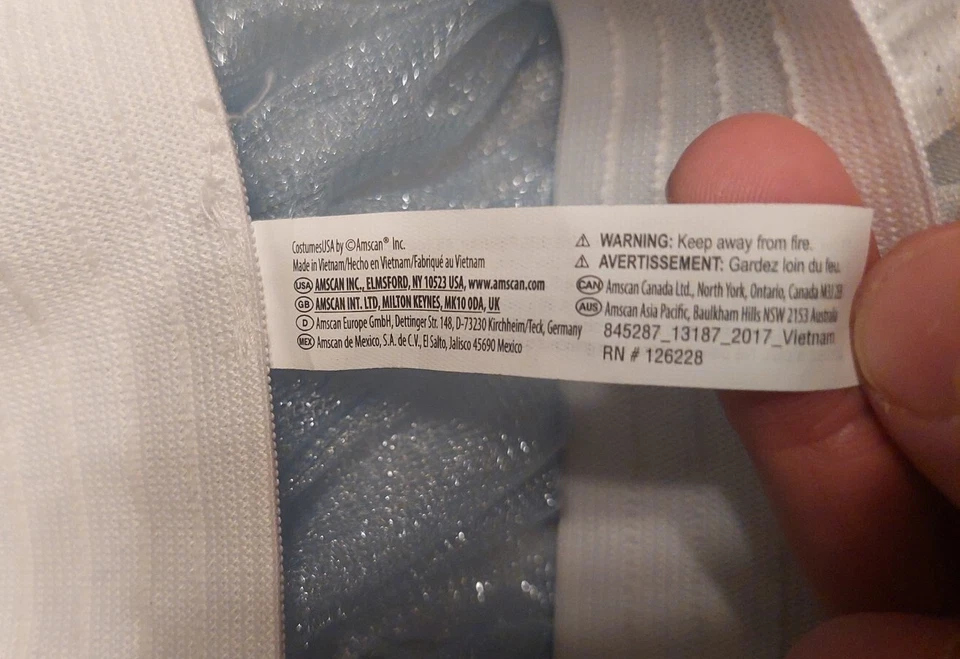 CostumesUSA by ©Amscan® Inc.
Made in Vietnam/Hecho en Vietnam/Fabriqué au Vietnam
USA AMSCAN INC., ELMSFORD, NY 10523 USA, www.amscan.com
GB AMSCAN INT. LTD, MILTON KEYNES, MK10 0DA, UK
D Amscan Europe GmbH, Dettinger Str. 148, D-73230 Kirchheim/Teck, Germany
MEX Amscan de Mexico, S.A. de C.V., El Salto, Jalisco 45690 Mexico
⚠ WARNING: Keep away from fire.
⚠ AVERTISSEMENT: Gardez loin du feu.
CAN Amscan Canada Ltd., North York, Ontario, Canada
AUS Amscan Asia Pacific, Baulkham Hills NSW 2153 Australia
845287_13187_2017_Vietnam
RN # 126228